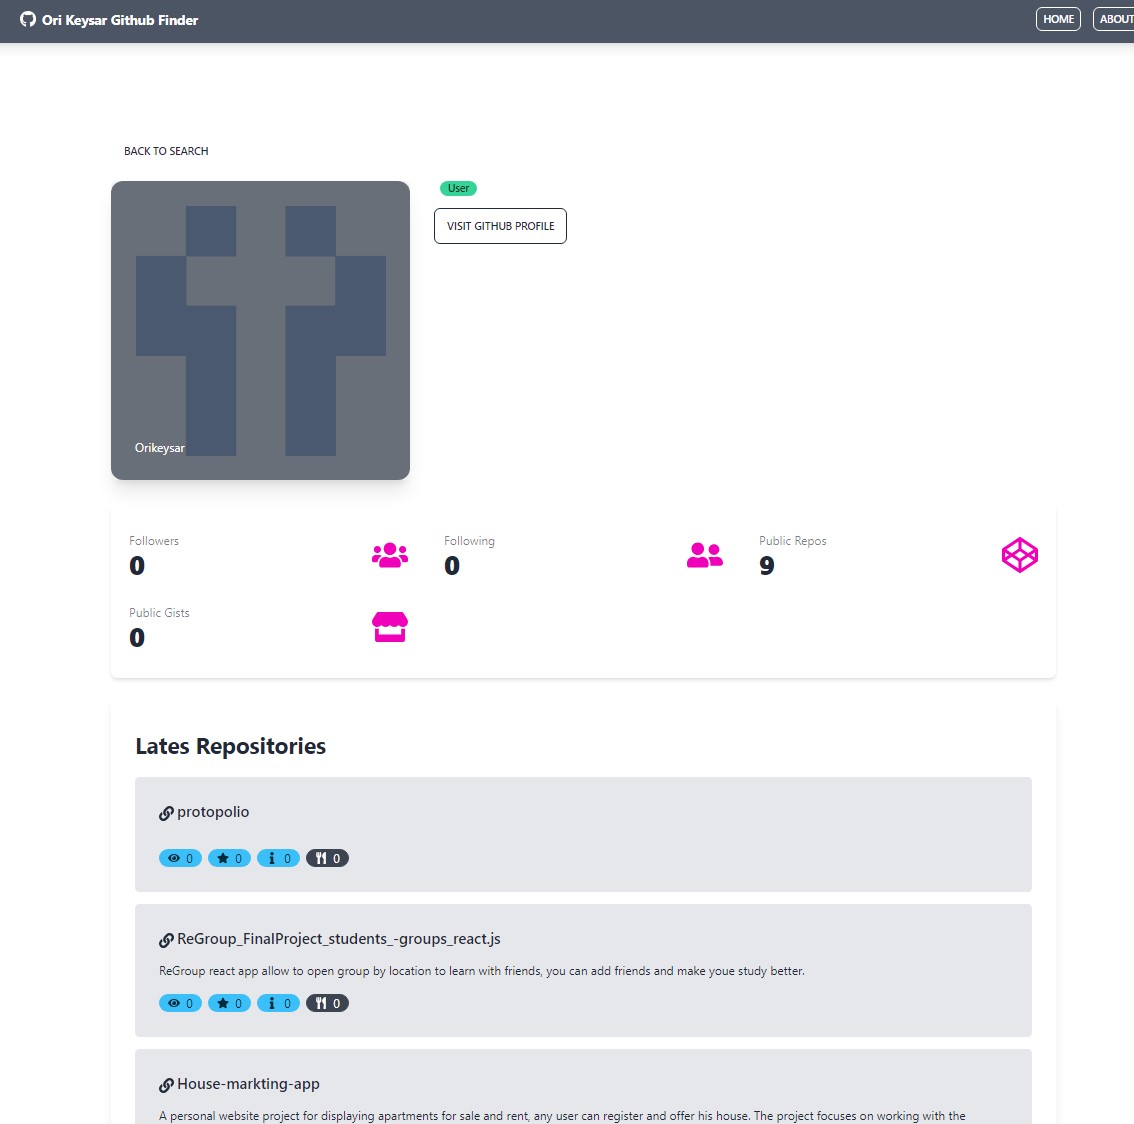 Ori Keysar Github Finder
HOME
ABOUT
BACK TO SEARCH
User
VISIT GITHUB PROFILE
Orikeysar
Followers
0
Following
0
Public Repos
9
Public Gists
0
Lates Repositories
protopolio
0 0 0 0
ReGroup_FinalProject_students_-groups_react.js
ReGroup react app allow to open group by location to learn with friends, you can add friends and make youe study better.
0 0 0 0
House-markting-app
A personal website project for displaying apartments for sale and rent, any user can register and offer his house. The project focuses on working with the